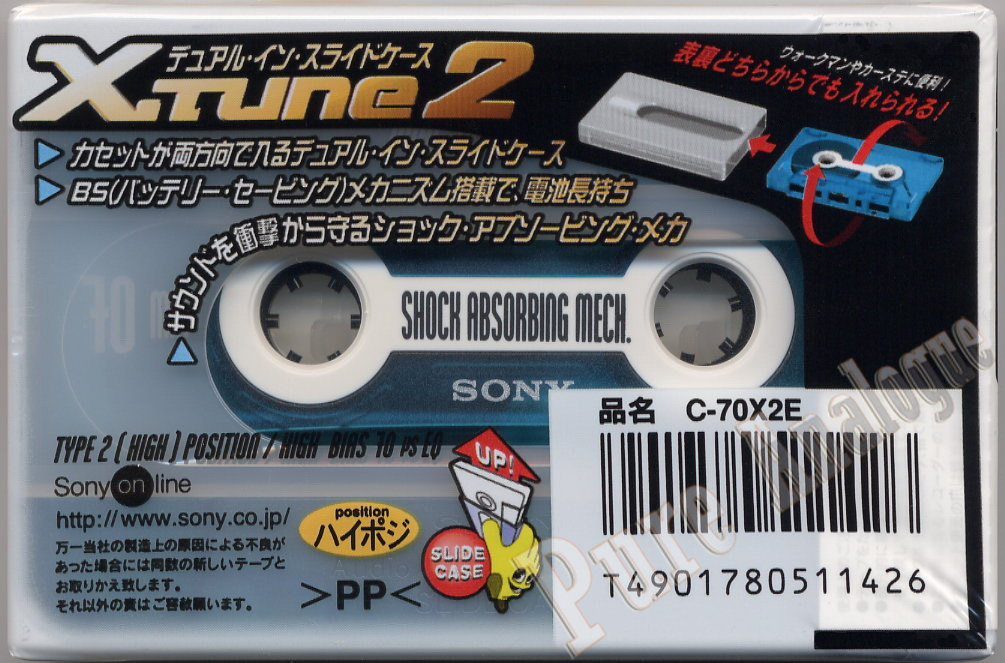 デュアル・イン・スライドケース
X TUNE 2
ウォークマンやカーステに便利!
表裏どちらからでも入れられる!
カセットが両方向で入るデュアル・イン・スライドケース
BS(バッテリー・セービング)メカニズム搭載で、電池長持ち
サウンドを衝撃から守るショック・アブソービング・メカ
70
SHOCK ABSORBING MECH.
SONY
品名 C-70X2E
TYPE 2 (HIGH) POSITION / HIGH BIAS 70 μs EQ
UP!
Sony on line
http://www.sony.co.jp/
position
ハイポジ
SLIDE
CASE
万一当社の製造上の原因による不良が
あった場合には同数の新しいテープと
お取りかえ致します。
それ以外の責はご容赦願います。
>PP<
T4901780511426
Pure Analogue